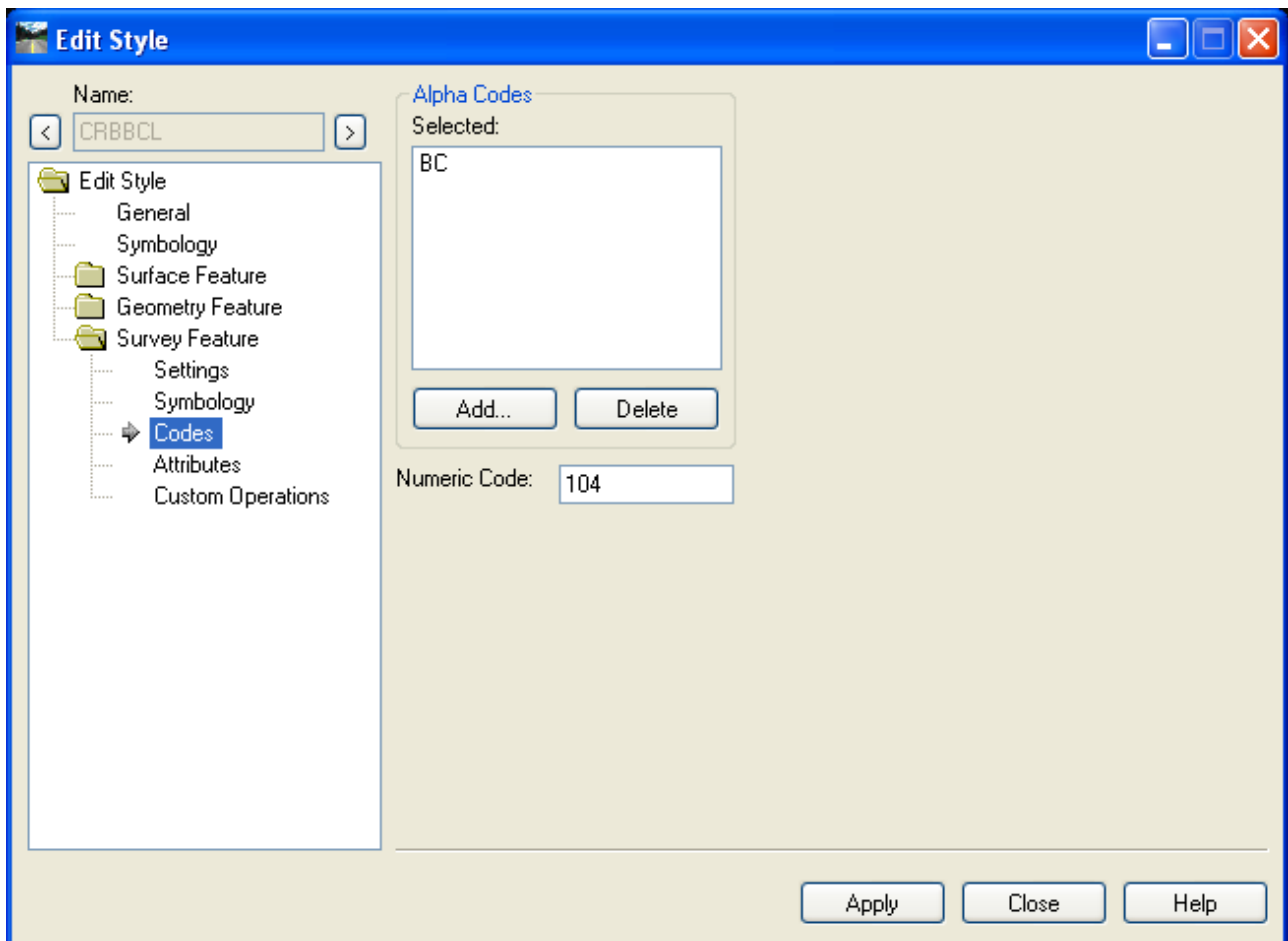 Edit Style
Name:
<
CRBBCL
>
Edit Style
General
Symbology
Surface Feature
Geometry Feature
Survey Feature
Settings
Symbology
Codes
Attributes
Custom Operations
Alpha Codes
Selected:
BC
Add...
Delete
Numeric Code:
104
Apply
Close
Help